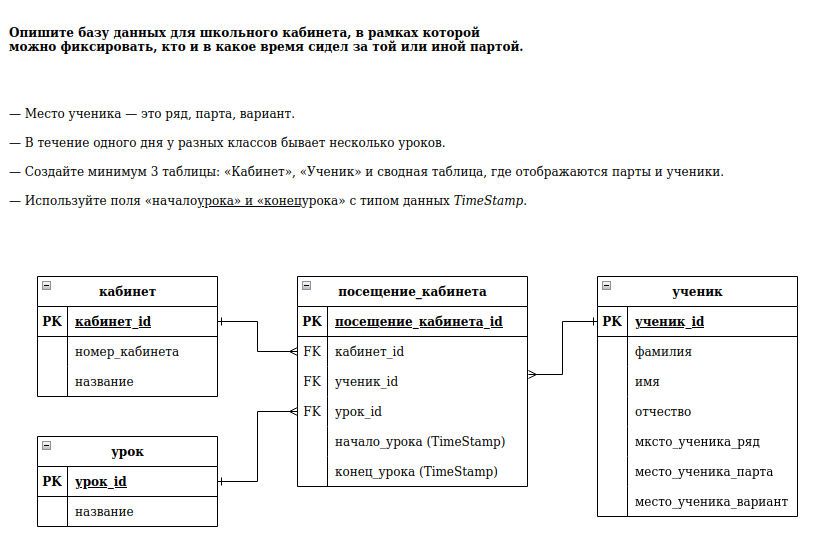 Опишите базу данных для школьного кабинета, в рамках которой
можно фиксировать, кто и в какое время сидел за той или иной партой.
— Место ученика — это ряд, парта, вариант.
— В течение одного дня у разных классов бывает несколько уроков.
— Создайте минимум 3 таблицы: «Кабинет», «Ученик» и сводная таблица, где отображаются парты и ученики.
— Используйте поля «началоурока» и «конецурока» с типом данных TimeStamp.
кабинет
PK кабинет_id
номер_кабинета
название
урок
PK урок_id
название
посещение_кабинета
PK посещение_кабинета_id
FK кабинет_id
FK ученик_id
FK урок_id
начало_урока (TimeStamp)
конец_урока (TimeStamp)
ученик
PK ученик_id
фамилия
имя
отчество
мксто_ученика_ряд
место_ученика_парта
место_ученика_вариант